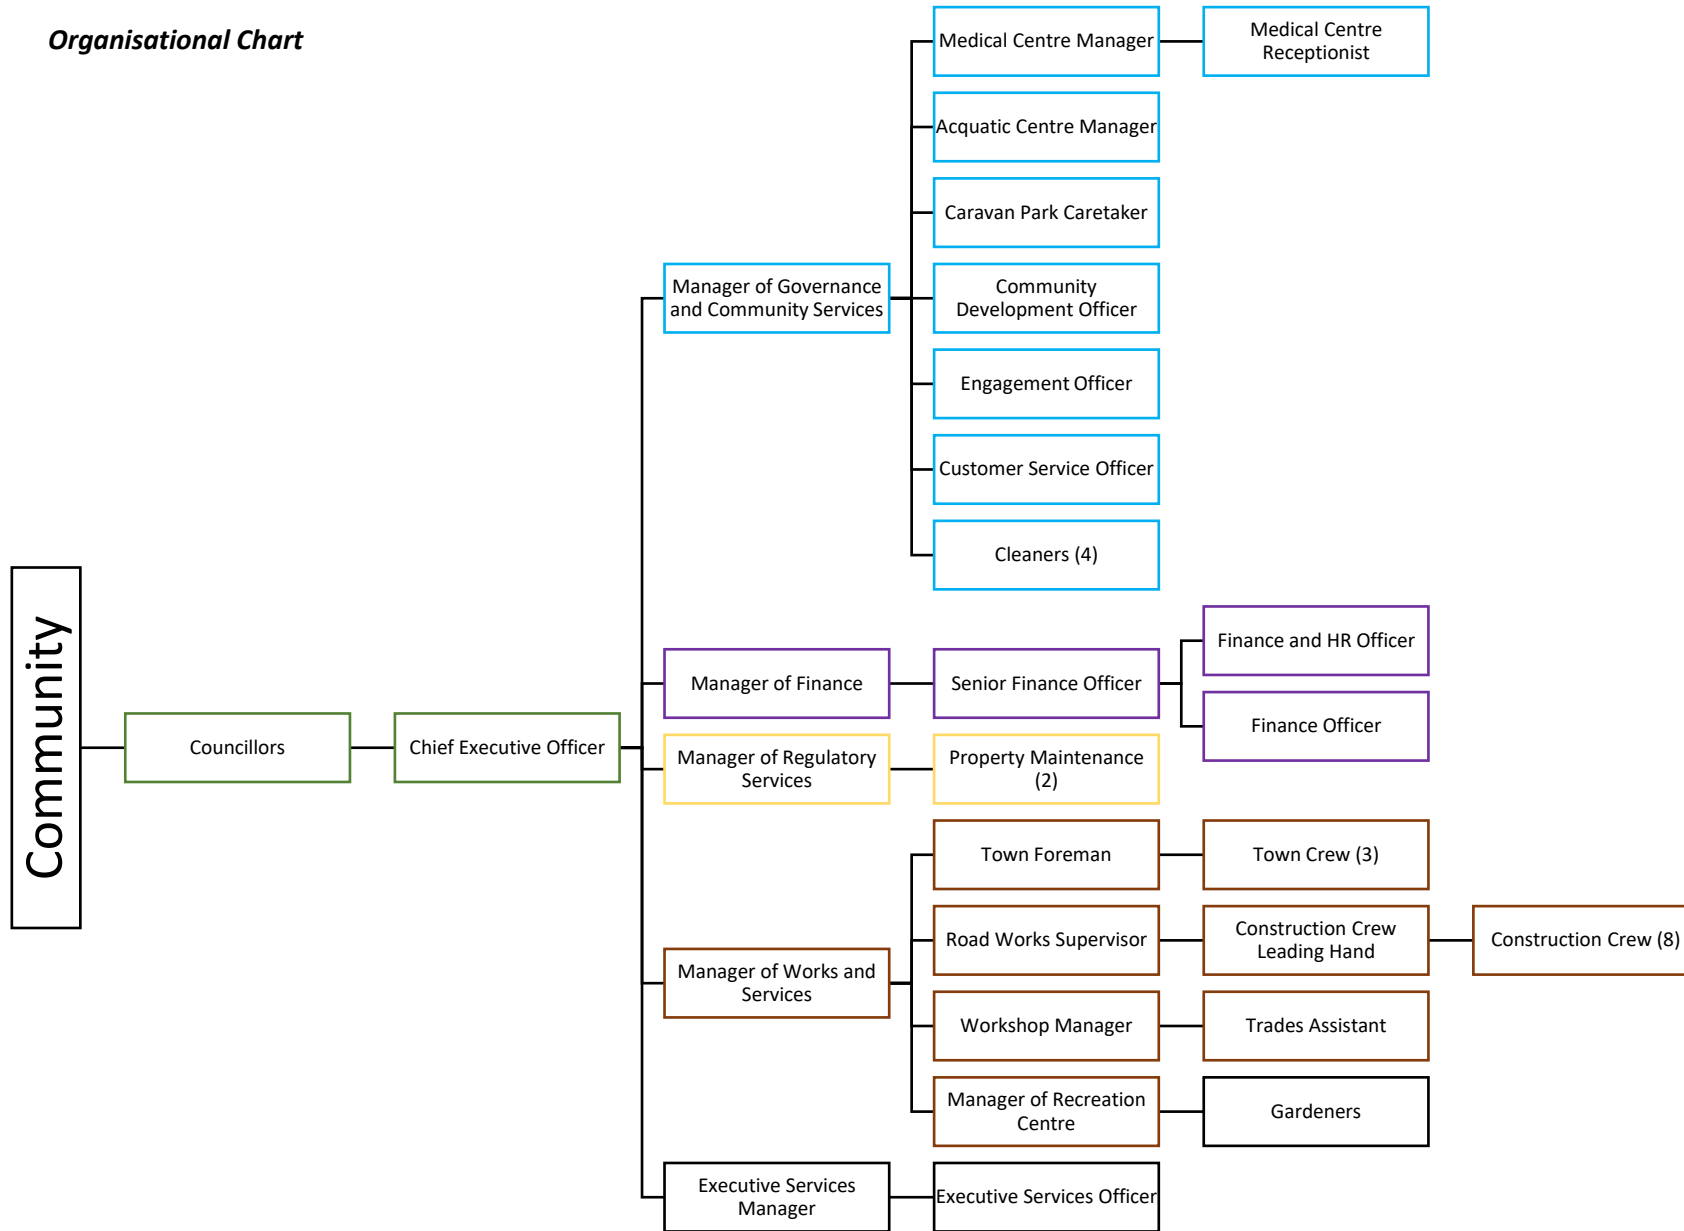 Organisational Chart
Community
Councillors
Chief Executive Officer
Manager of Governance
and Community Services
Medical Centre Manager
Medical Centre
Receptionist
Acquatic Centre Manager
Caravan Park Caretaker
Community
Development Officer
Engagement Officer
Customer Service Officer
Cleaners (4)
Manager of Finance
Senior Finance Officer
Finance and HR Officer
Finance Officer
Manager of Regulatory
Services
Property Maintenance
(2)
Manager of Works and
Services
Town Foreman
Town Crew (3)
Road Works Supervisor
Construction Crew
Leading Hand
Construction Crew (8)
Workshop Manager
Trades Assistant
Manager of Recreation
Centre
Gardeners
Executive Services
Manager
Executive Services Officer